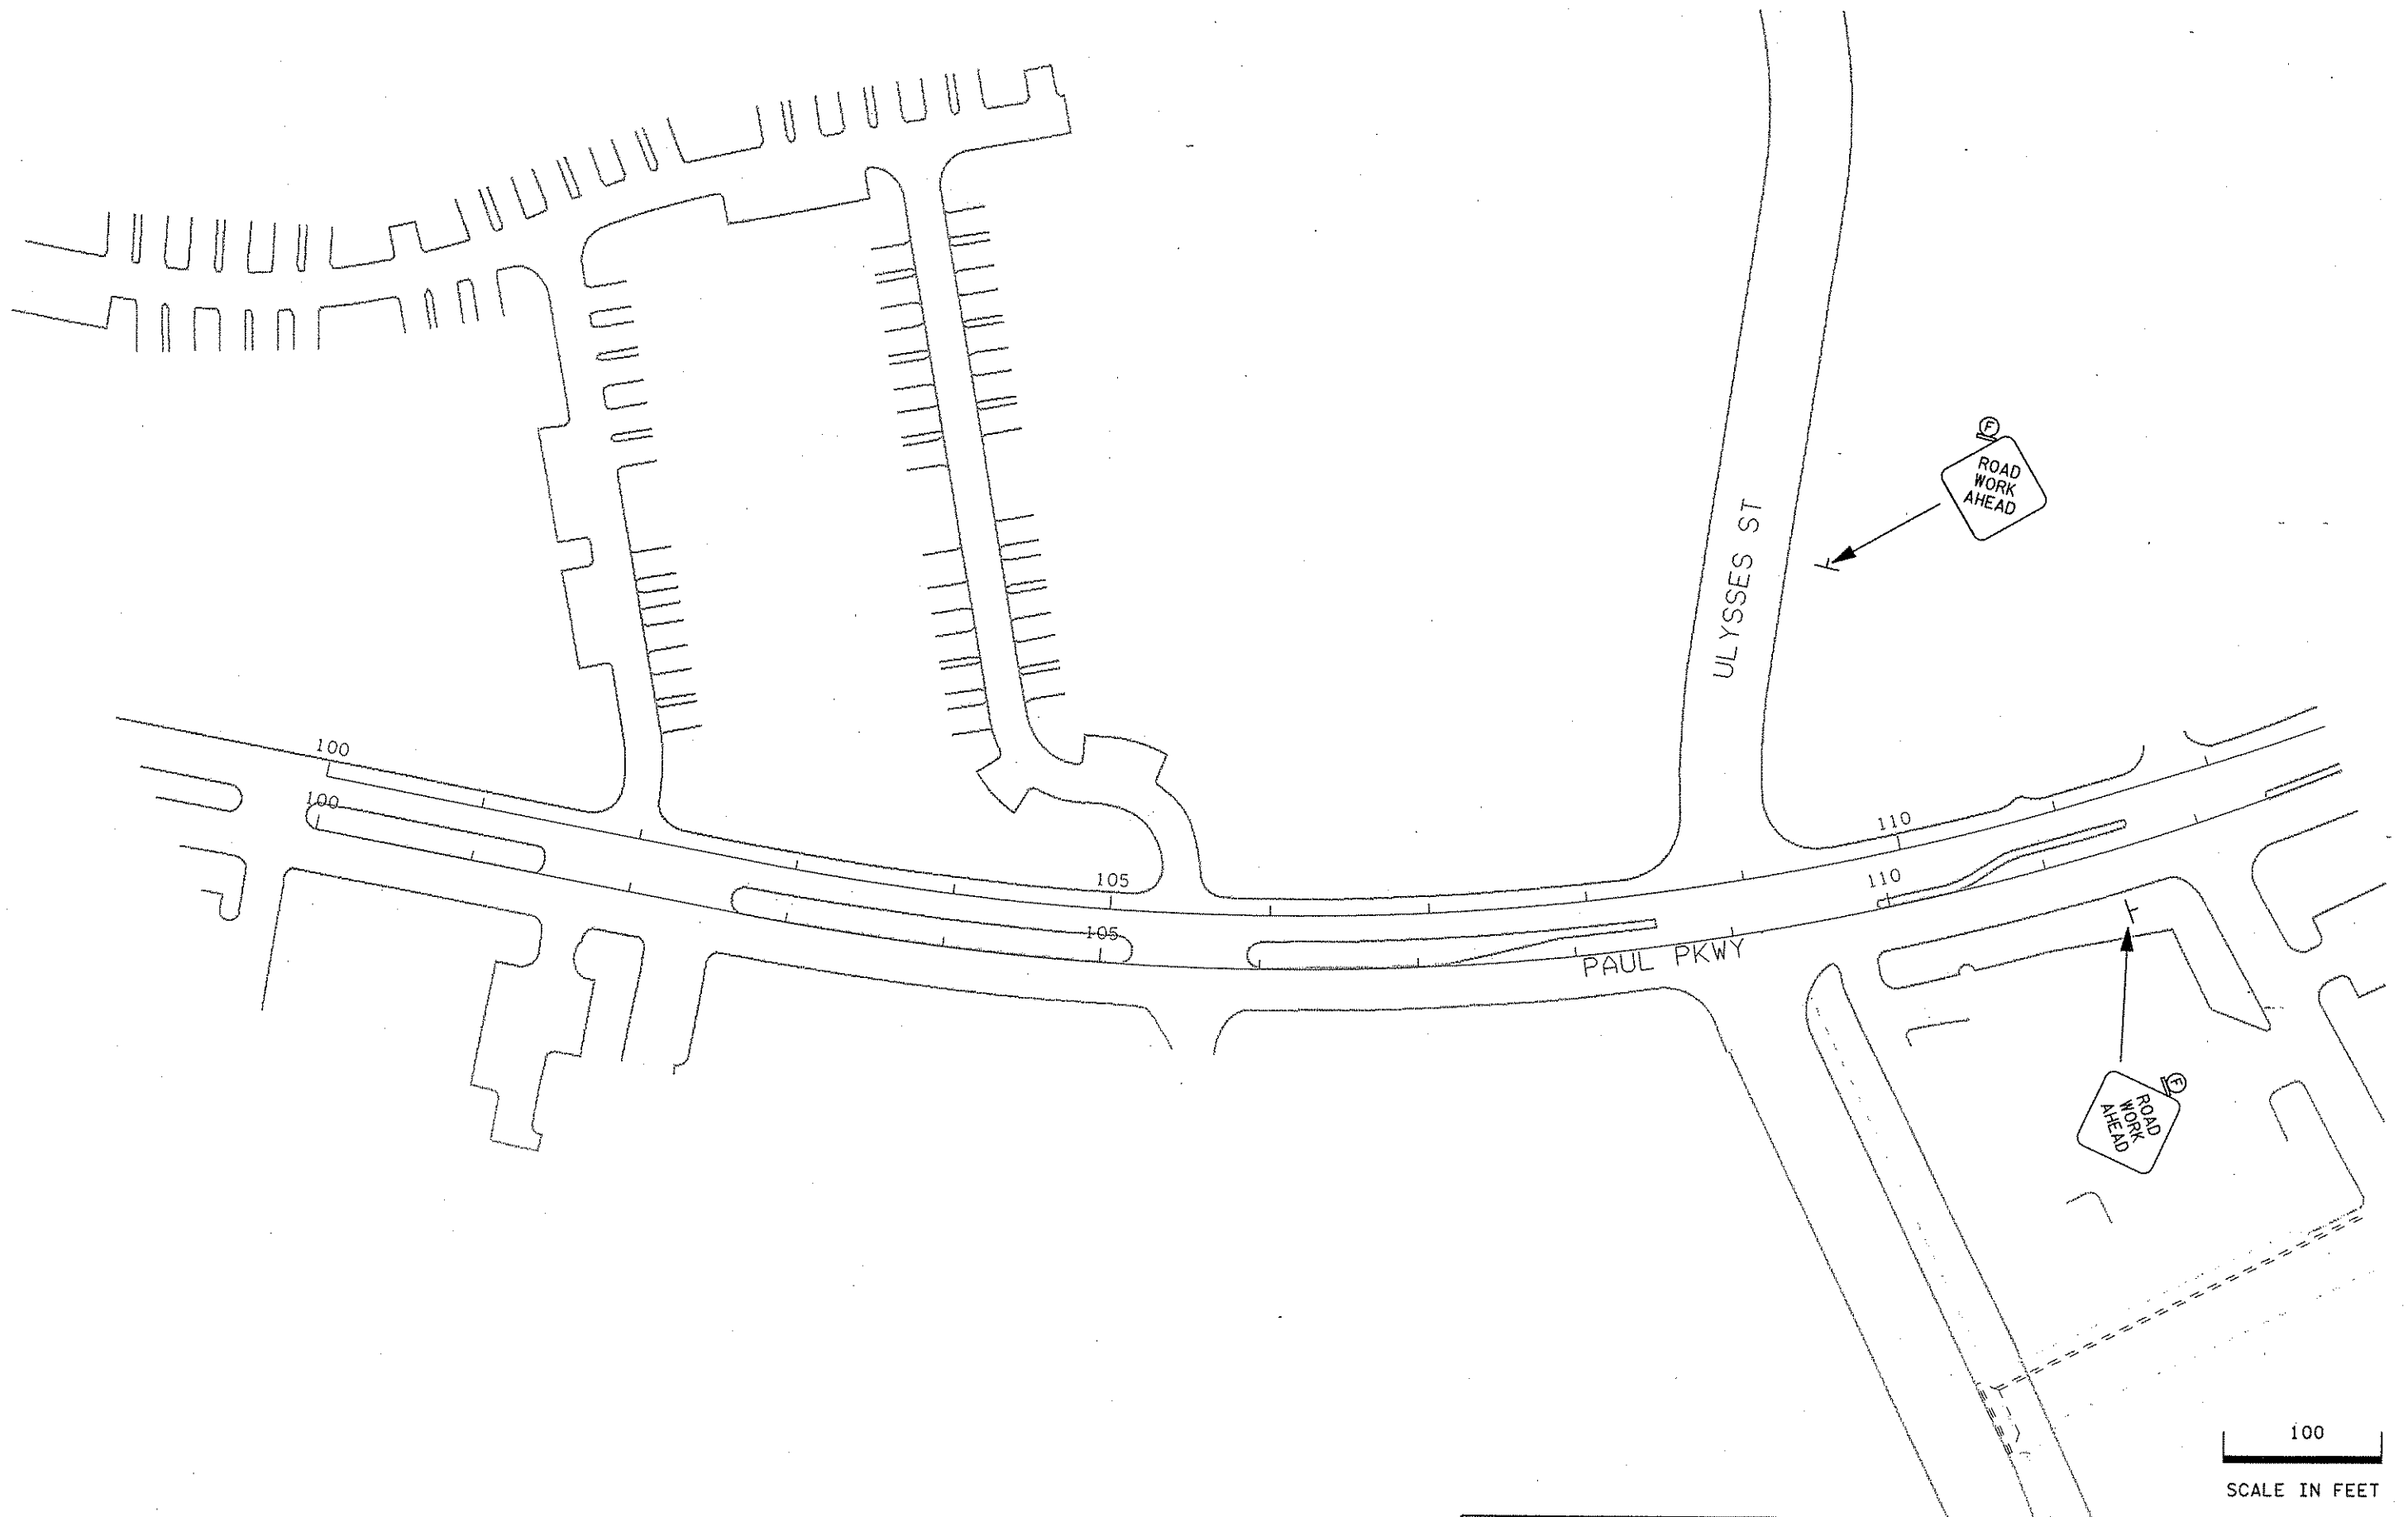 F
ROAD
WORK
AHEAD
ULYSSES ST
100
100
105
105
110
110
PAUL PKWY
F
ROAD
WORK
AHEAD
100
SCALE IN FEET